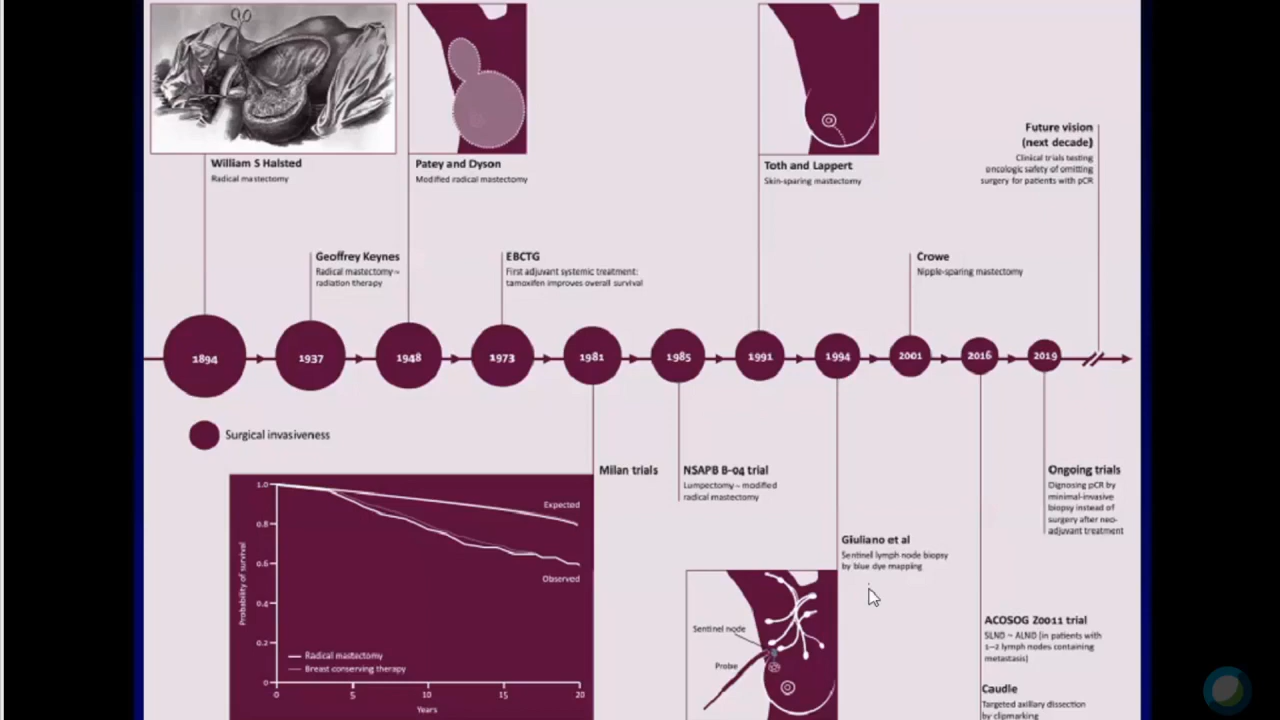 William S Halsted
Radical mastectomy
Patey and Dyson
Modified radical mastectomy
Toth and Lappert
Skin-sparing mastectomy
Future vision
(next decade)
Clinical trials testing
oncologic safety of omitting
surgery for patients with pCR
Geoffrey Keynes
Radical mastectomy~
radiation therapy
EBCTG
First adjuvant systemic treatment:
tamoxifen improves overall survival
Crowe
Nipple-sparing mastectomy
1894
1937
1948
1973
1981
1985
1991
1994
2001
2016
2019
Surgical invasiveness
Milan trials
NSAPB B-04 trial
Lumpectomy ~ modified
radical mastectomy
Ongoing trials
Dignosing pCR by
minimal-invasive
biopsy instead of
surgery after neo-
adjuvant treatment
Probability of survival
1.0
0.8
0.6
0.4
0.2
0
Expected
Observed
Radical mastectomy
Breast conserving therapy
0
5
10
15
20
Years
Giuliano et al
Sentinel lymph node biopsy
by blue dye mapping
Sentinel node
Probe
ACOSOG Z0011 trial
SLND ~ ALND (in patients with
1–2 lymph nodes containing
metastasis)
Caudle
Targeted axillary dissection
by clipmarking